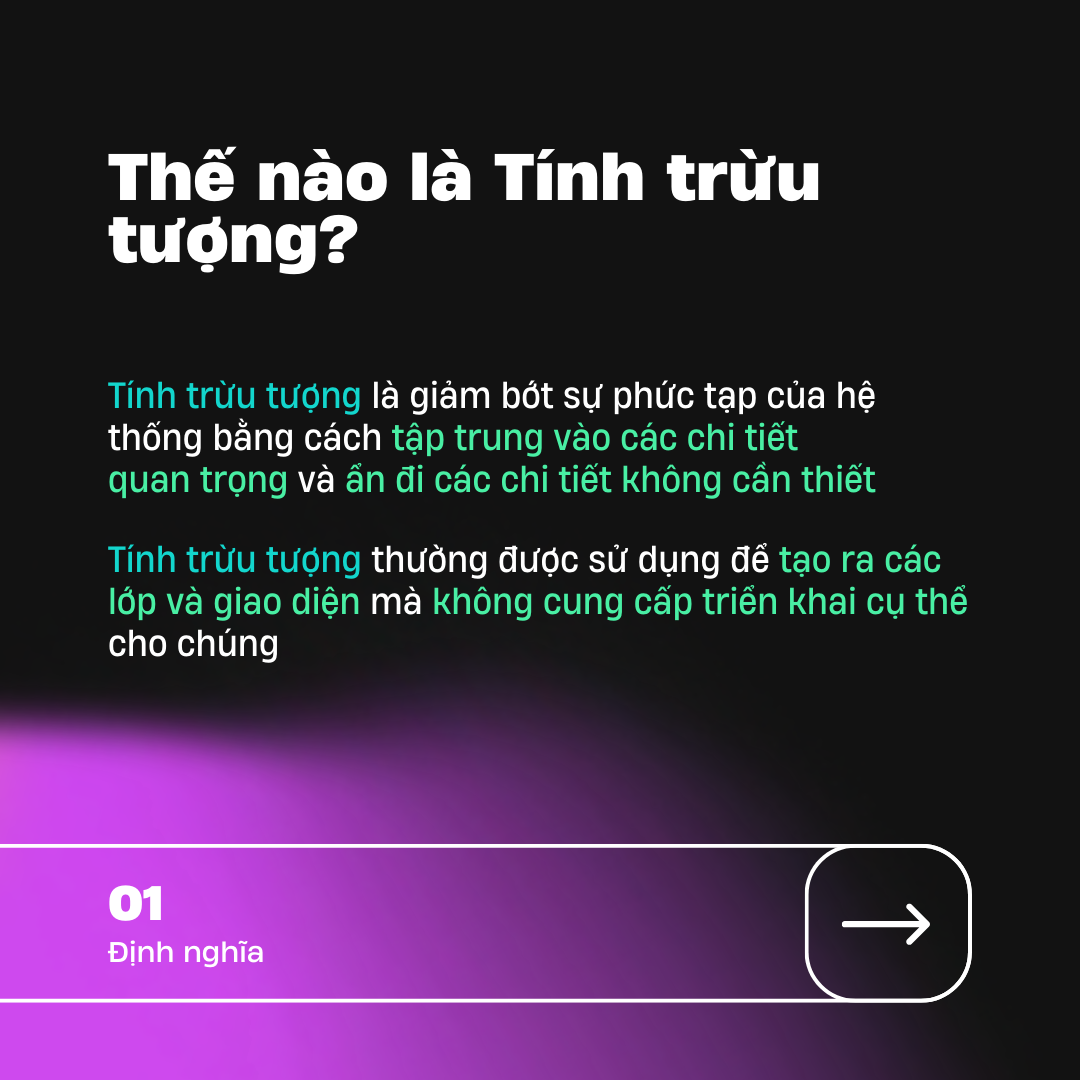 Thế nào là Tính trừu
tượng?
Tính trừu tượng là giảm bớt sự phức tạp của hệ
thống bằng cách tập trung vào các chi tiết
quan trọng và ẩn đi các chi tiết không cần thiết
Tính trừu tượng thường được sử dụng để tạo ra các
lớp và giao diện mà không cung cấp triển khai cụ thể
cho chúng
01
Định nghĩa